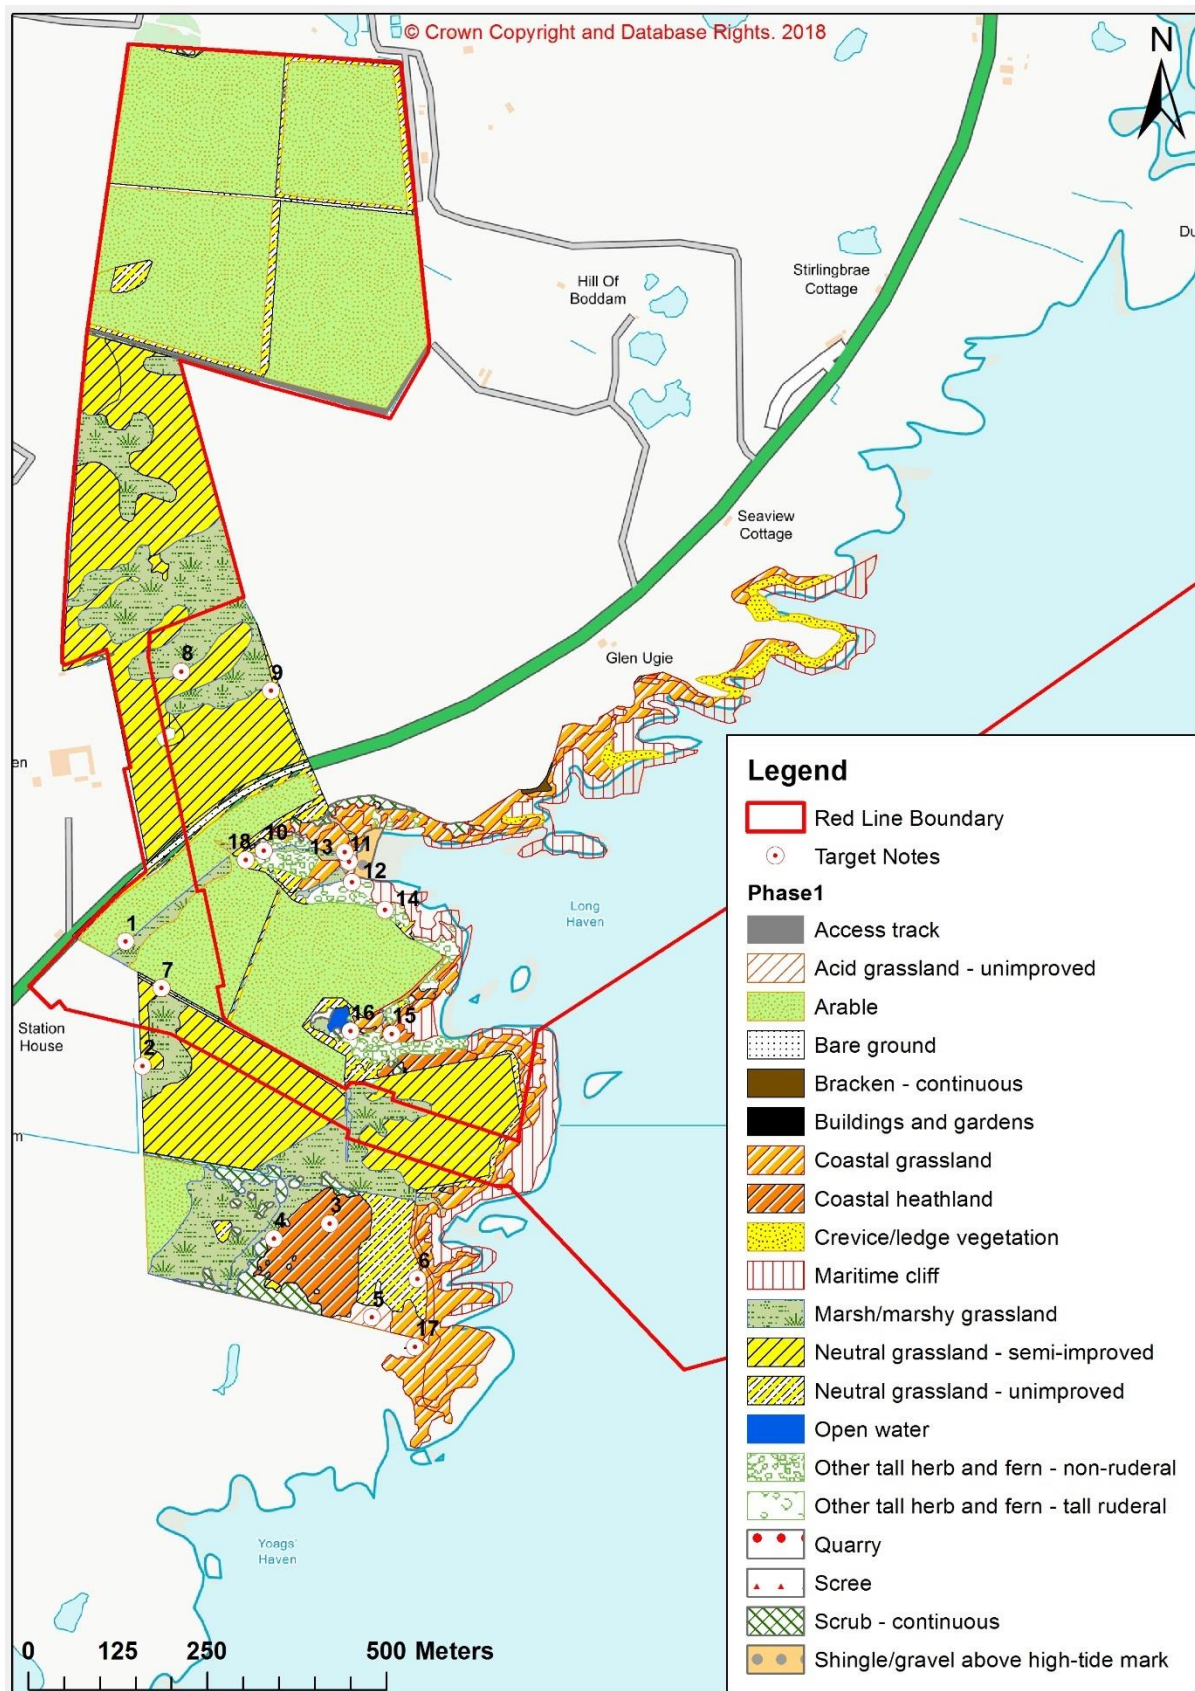 © Crown Copyright and Database Rights. 2018
N
Du
Hill Of
Boddam
Stirlingbrae
Cottage
Seaview
Cottage
Glen Ugie
8
9
en
10
18
13
11
12
14
Long
Haven
1
7
16
15
Station
House
2
m
3
4
6
5
17
Yoags'
Haven
0 125 250 500 Meters
Legend
Red Line Boundary
Target Notes
Phase1
Access track
Acid grassland - unimproved
Arable
Bare ground
Bracken - continuous
Buildings and gardens
Coastal grassland
Coastal heathland
Crevice/ledge vegetation
Maritime cliff
Marsh/marshy grassland
Neutral grassland - semi-improved
Neutral grassland - unimproved
Open water
Other tall herb and fern - non-ruderal
Other tall herb and fern - tall ruderal
Quarry
Scree
Scrub - continuous
Shingle/gravel above high-tide mark